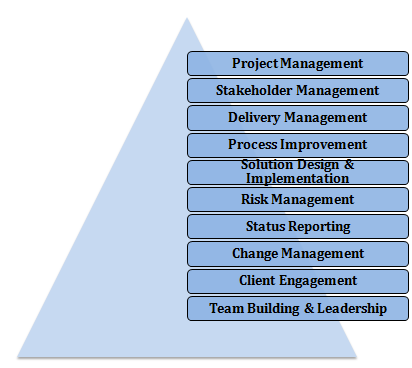 Project Management
Stakeholder Management
Delivery Management
Process Improvement
Solution Design &
Implementation
Risk Management
Status Reporting
Change Management
Client Engagement
Team Building & Leadership